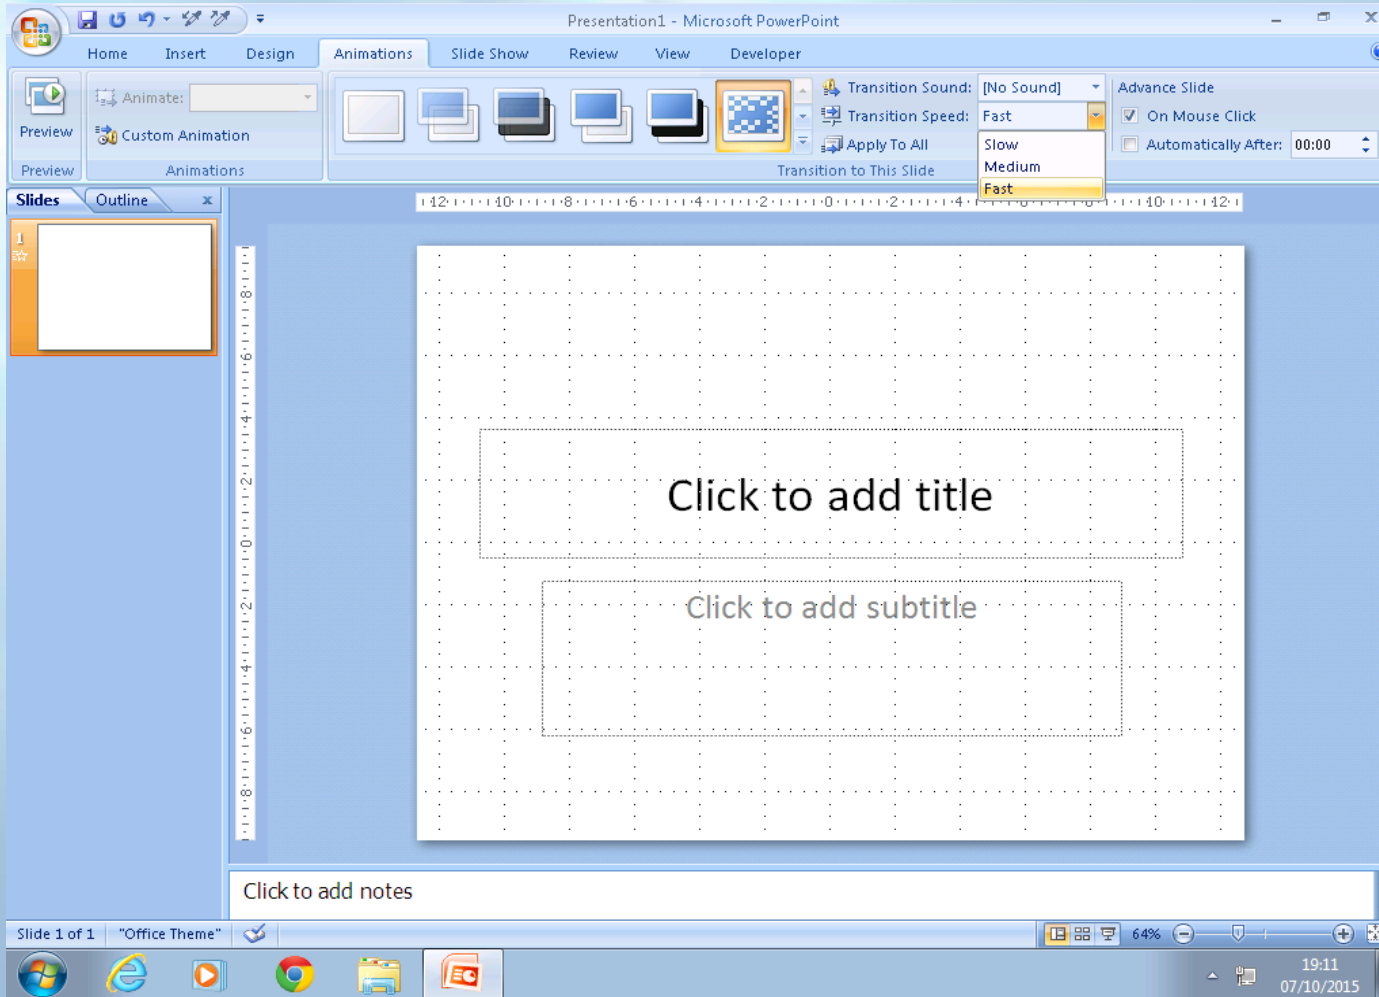 Presentation1 - Microsoft PowerPoint
Home Insert Design Animations Slide Show Review View Developer
Preview
Preview
Animate:
Custom Animation
Animations
Transition Sound: [No Sound]
Transition Speed: Fast
Apply To All
Slow
Medium
Fast
Transition to This Slide
Advance Slide
On Mouse Click
Automatically After: 00:00
Slides Outline x
1
12 10 8 6 4 2 0 2 4 10 12
8
6
4
2
0
2
4
6
8
Click to add title
Click to add subtitle
Click to add notes
Slide 1 of 1 "Office Theme" 64%
19:11
07/10/2015